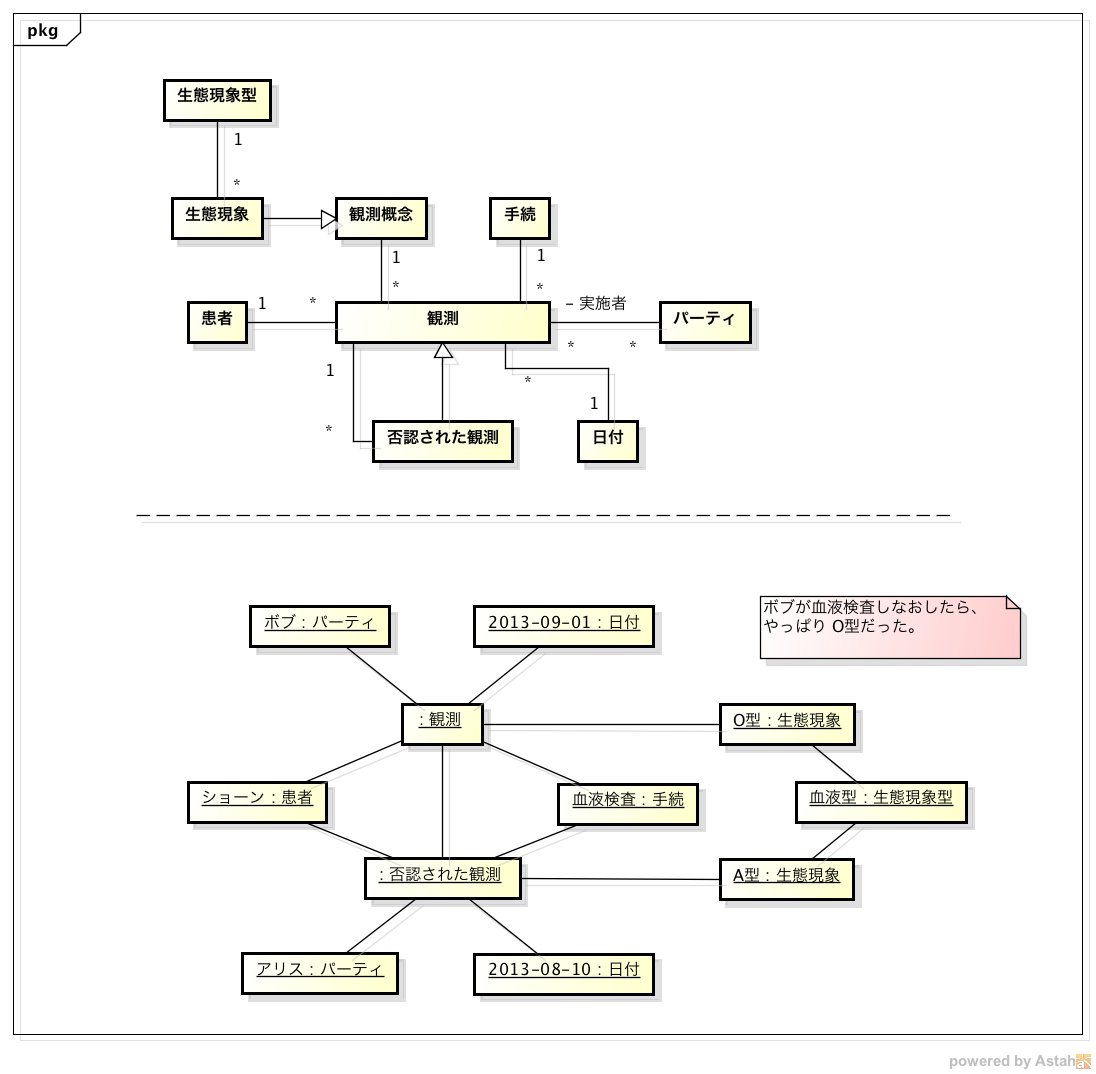 pkg
生態現象型
1
*
生態現象
観測概念
手続
1
*
1
*
患者
1
*
観測
– 実施者
*
*
パーティ
1
*
*
1
否認された観測
日付
ボブ : パーティ
2013–09–01 : 日付
ボブが血液検査しなおしたら、
やっぱり O型だった。
: 観測
O型 : 生態現象
ショーン : 患者
血液検査 : 手続
血液型 : 生態現象型
: 否認された観測
A型 : 生態現象
アリス : パーティ
2013–08–10 : 日付
powered by Astah